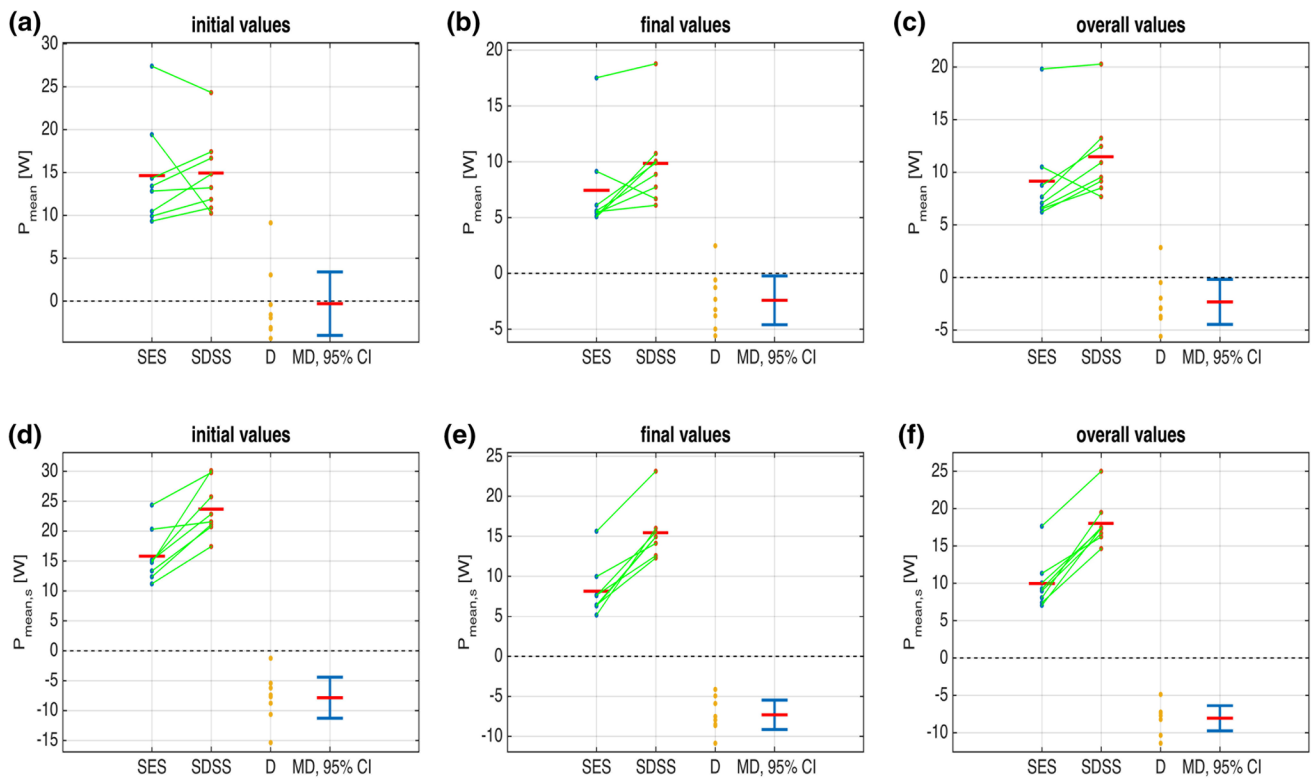 (a)
initial values
30
25
20
15
10
5
0
P_mean [W]
SES SDSS D MD, 95% CI
(b)
final values
20
15
10
5
0
-5
P_mean [W]
SES SDSS D MD, 95% CI
(c)
overall values
20
15
10
5
0
-5
P_mean [W]
SES SDSS D MD, 95% CI
(d)
initial values
30
25
20
15
10
5
0
-5
-10
-15
P_mean,s [W]
SES SDSS D MD, 95% CI
(e)
final values
25
20
15
10
5
0
-5
-10
P_mean,s [W]
SES SDSS D MD, 95% CI
(f)
overall values
25
20
15
10
5
0
-5
-10
P_mean,s [W]
SES SDSS D MD, 95% CI